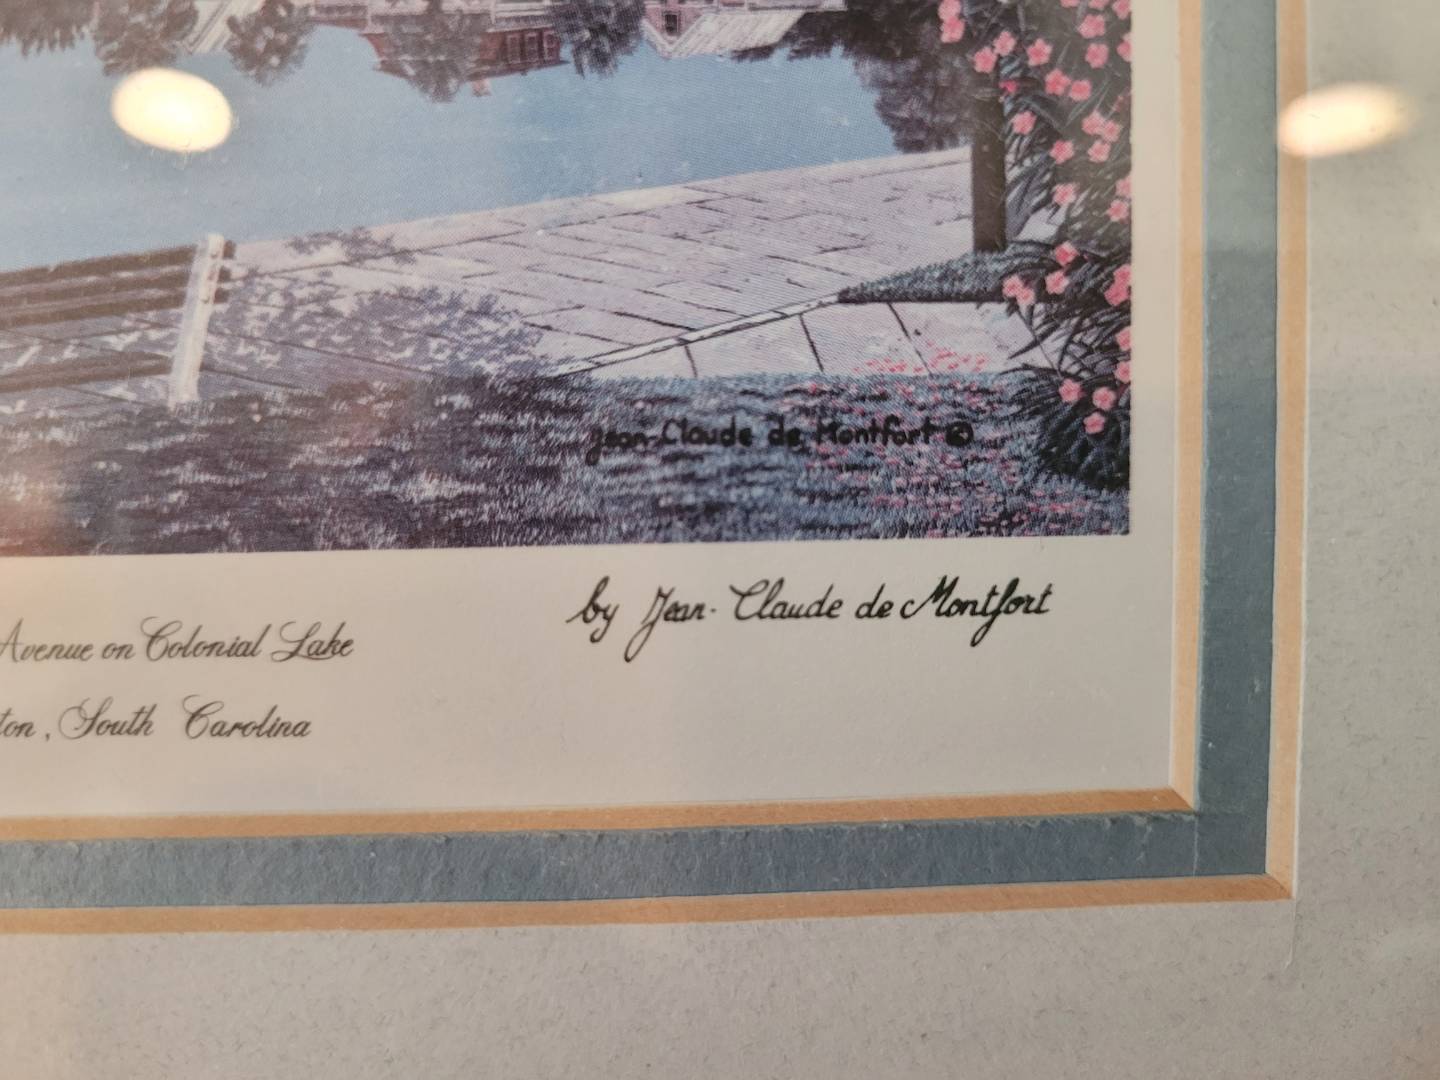 Jean-Claude de Montfort ©
by Jean-Claude de Montfort
Avenue on Colonial Lake
ton, South Carolina